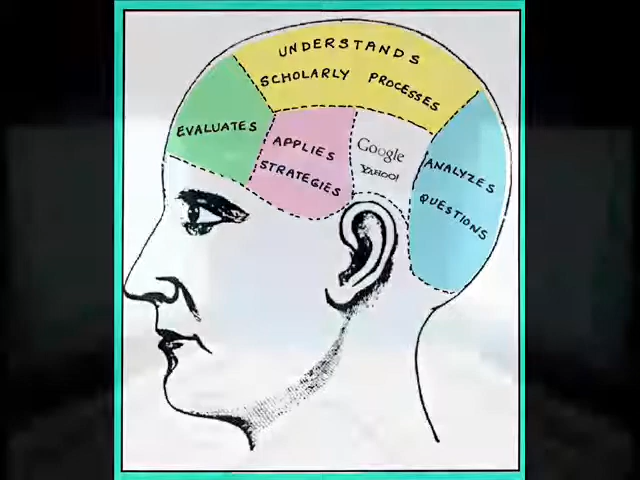 UNDERSTANDS
SCHOLARLY PROCESSES
EVALUATES
APPLIES
STRATEGIES
Google
YAHOO!
ANALYZES
QUESTIONS